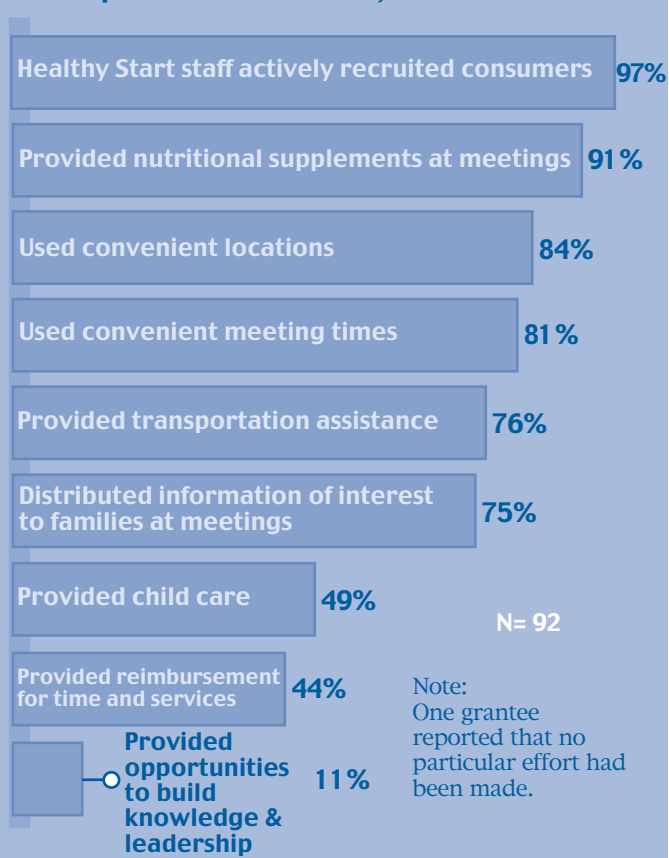 Healthy Start staff actively recruited consumers 97%
Provided nutritional supplements at meetings 91%
Used convenient locations 84%
Used convenient meeting times 81%
Provided transportation assistance 76%
Distributed information of interest
to families at meetings 75%
Provided child care 49%
N= 92
Provided reimbursement
for time and services 44%
Provided
opportunities
to build
knowledge &
leadership
11%
Note:
One grantee
reported that no
particular effort had
been made.